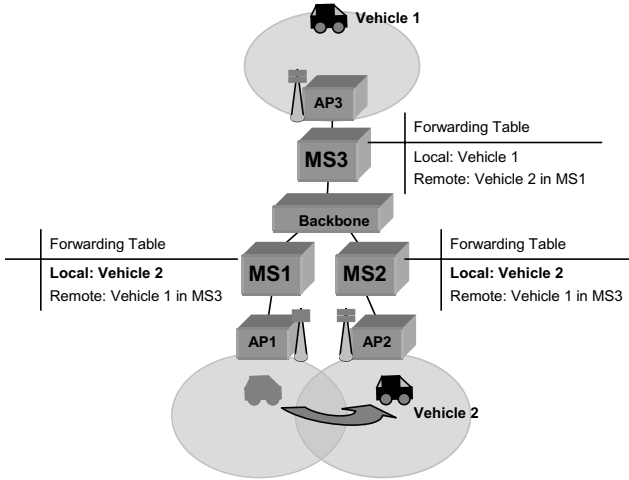 Vehicle 1
AP3
Forwarding Table
MS3
Local: Vehicle 1
Remote: Vehicle 2 in MS1
Backbone
Forwarding Table
Local: Vehicle 2
Remote: Vehicle 1 in MS3
MS1
MS2
Forwarding Table
Local: Vehicle 2
Remote: Vehicle 1 in MS3
AP1
AP2
Vehicle 2